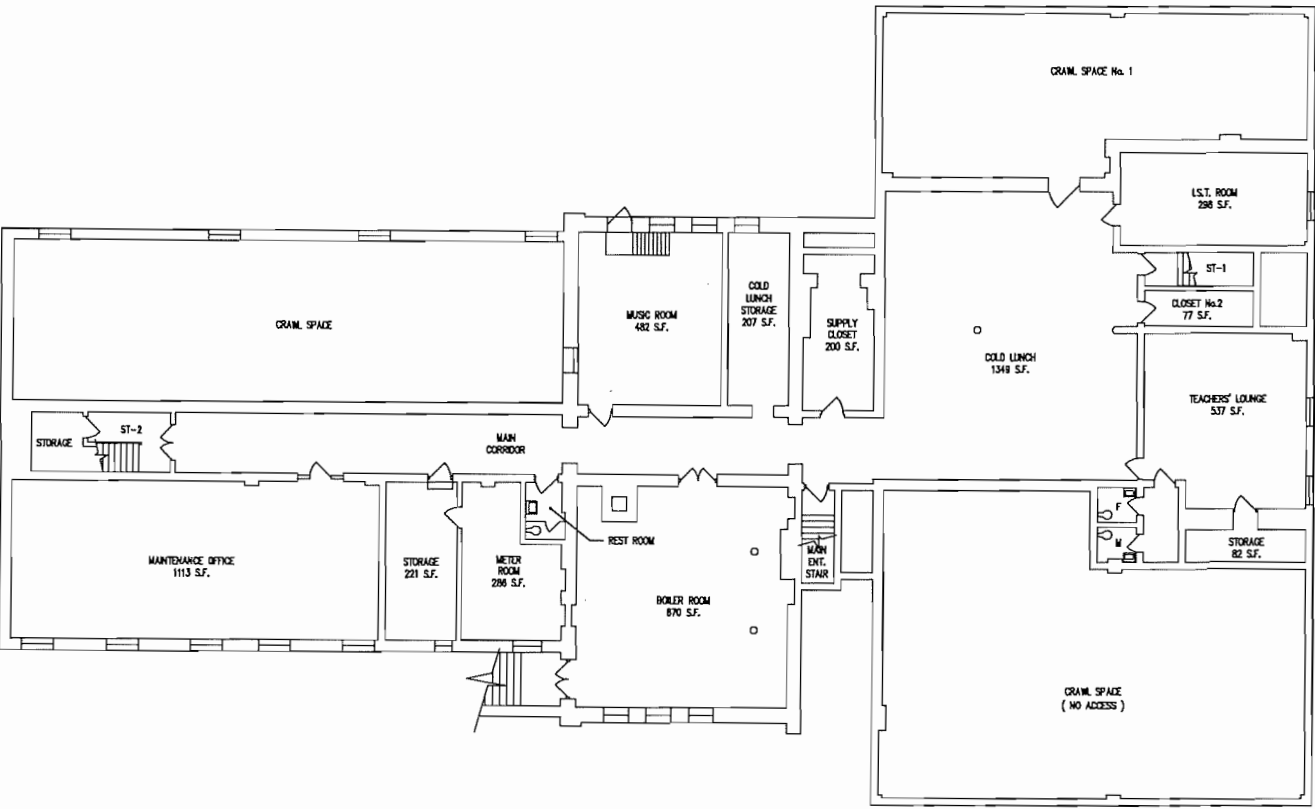 CRAWL SPACE No. 1
I.S.T. ROOM
298 S.F.
ST-1
CLOSET No.2
77 S.F.
COLD
LUNCH
STORAGE
207 S.F.
MUSIC ROOM
482 S.F.
SUPPLY
CLOSET
200 S.F.
CRAWL SPACE
COLD LUNCH
1349 S.F.
TEACHERS' LOUNGE
537 S.F.
ST-2
STORAGE
MAIN
CORRIDOR
F
M
REST ROOM
STORAGE
82 S.F.
MAINTENANCE OFFICE
1113 S.F.
STORAGE
221 S.F.
METER
ROOM
286 S.F.
MAIN
ENT.
STAIR
BOILER ROOM
870 S.F.
CRAWL SPACE
( NO ACCESS )